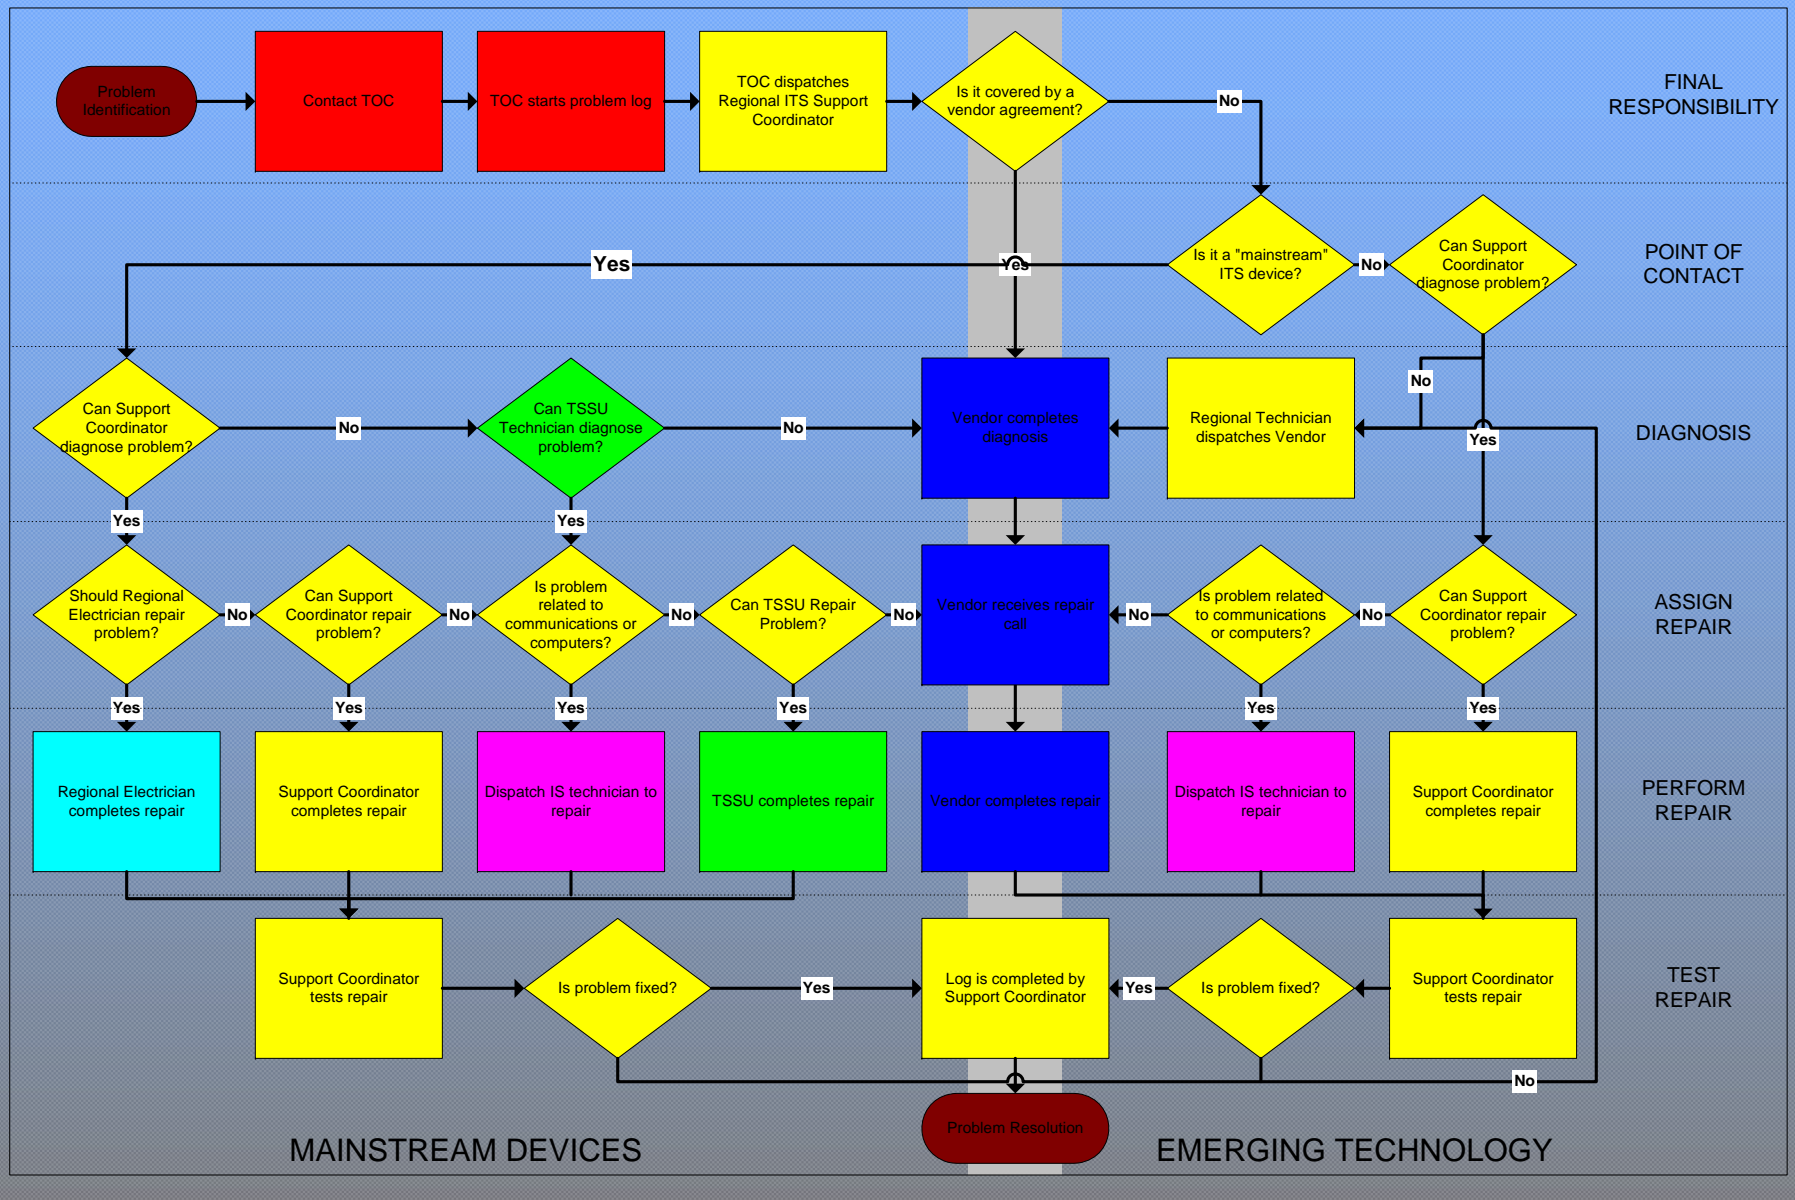 Problem
Identification
Contact TOC
TOC starts problem log
TOC dispatches
Regional ITS Support
Coordinator
Is it covered by a
vendor agreement?
No
FINAL
RESPONSIBILITY
Yes
Yes
Is it a "mainstream"
ITS device?
No
Can Support
Coordinator
diagnose problem?
POINT OF
CONTACT
Can Support
Coordinator
diagnose problem?
No
Can TSSU
Technician diagnose
problem?
No
Vendor completes
diagnosis
Regional Technician
dispatches Vendor
No
Yes
DIAGNOSIS
Yes
Yes
Should Regional
Electrician repair
problem?
No
Can Support
Coordinator repair
problem?
No
Is problem
related to
communications or
computers?
No
Can TSSU Repair
Problem?
No
Vendor receives repair
call
No
Is problem related
to communications
or computers?
No
Can Support
Coordinator repair
problem?
ASSIGN
REPAIR
Yes
Yes
Yes
Yes
Yes
Yes
Regional Electrician
completes repair
Support Coordinator
completes repair
Dispatch IS technician to
repair
TSSU completes repair
Vendor completes repair
Dispatch IS technician to
repair
Support Coordinator
completes repair
PERFORM
REPAIR
Support Coordinator
tests repair
Is problem fixed?
Yes
Log is completed by
Support Coordinator
Yes
Is problem fixed?
Support Coordinator
tests repair
TEST
REPAIR
No
Problem Resolution
MAINSTREAM DEVICES
EMERGING TECHNOLOGY